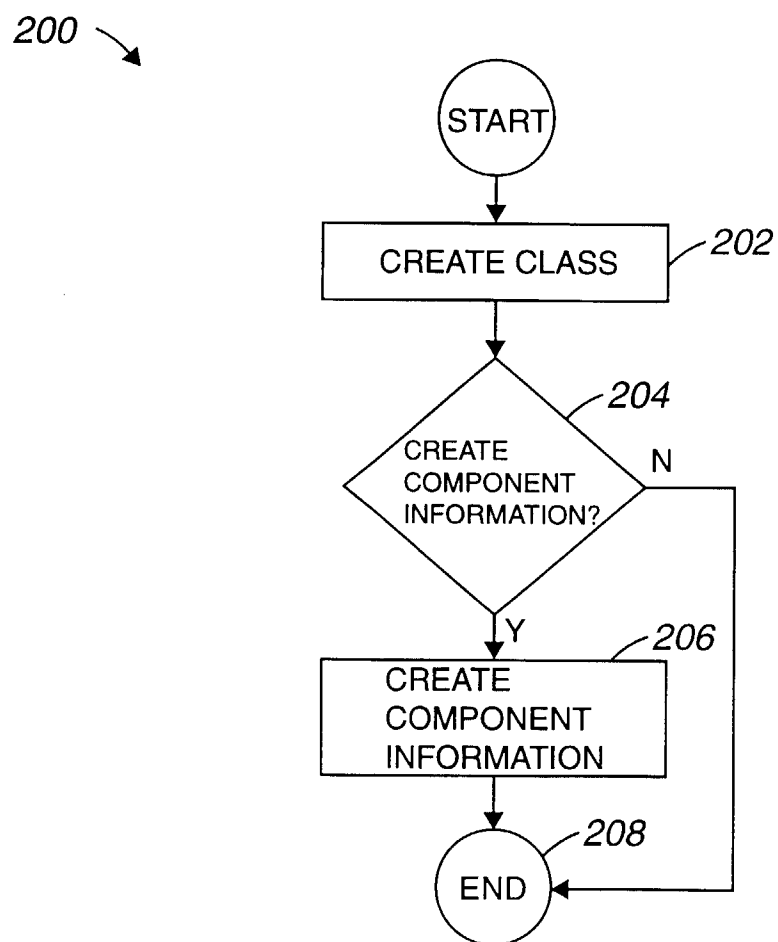 200
START
CREATE CLASS
202
204
CREATE
COMPONENT
INFORMATION?
N
Y
206
CREATE
COMPONENT
INFORMATION
208
END